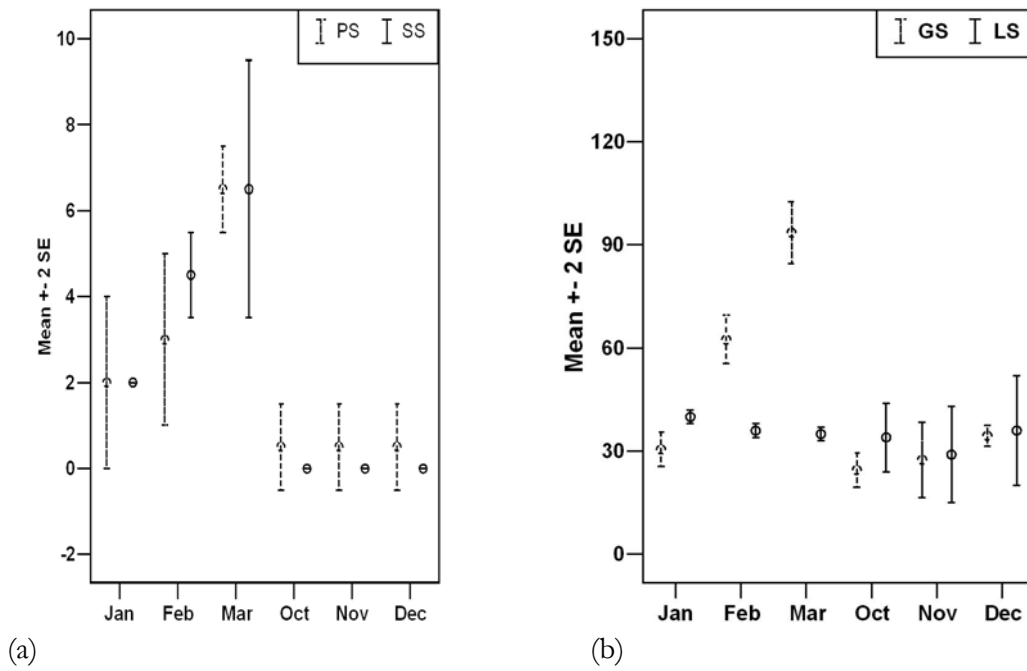 PS SS
10
8
6
4
2
0
-2
Mean +- 2 SE
Jan Feb Mar Oct Nov Dec
(a)
GS LS
150
120
90
60
30
0
Mean +- 2 SE
Jan Feb Mar Oct Nov Dec
(b)